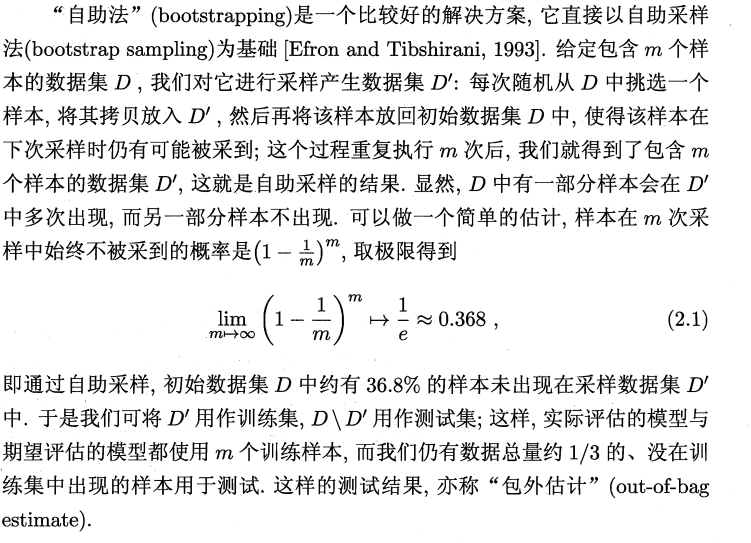 “自助法”(bootstrapping)是一个比较好的解决方案, 它直接以自助采样
法(bootstrap sampling)为基础 [Efron and Tibshirani, 1993]. 给定包含 m 个样
本的数据集 D , 我们对它进行采样产生数据集 D′: 每次随机从 D 中挑选一个
样本, 将其拷贝放入 D′ , 然后再将该样本放回初始数据集 D 中, 使得该样本在
下次采样时仍有可能被采到; 这个过程重复执行 m 次后, 我们就得到了包含 m
个样本的数据集 D′, 这就是自助采样的结果. 显然, D 中有一部分样本会在 D′
中多次出现, 而另一部分样本不出现. 可以做一个简单的估计, 样本在 m 次采
样中始终不被采到的概率是(1 − 1/m)^m, 取极限得到
lim_{m↦∞} (1 − 1/m)^m ↦ 1/e ≈ 0.368 , (2.1)
即通过自助采样, 初始数据集 D 中约有 36.8% 的样本未出现在采样数据集 D′
中. 于是我们可将 D′ 用作训练集, D\D′ 用作测试集; 这样, 实际评估的模型与
期望评估的模型都使用 m 个训练样本, 而我们仍有数据总量约 1/3 的、没在训
练集中出现的样本用于测试. 这样的测试结果, 亦称“包外估计”(out-of-bag
estimate).